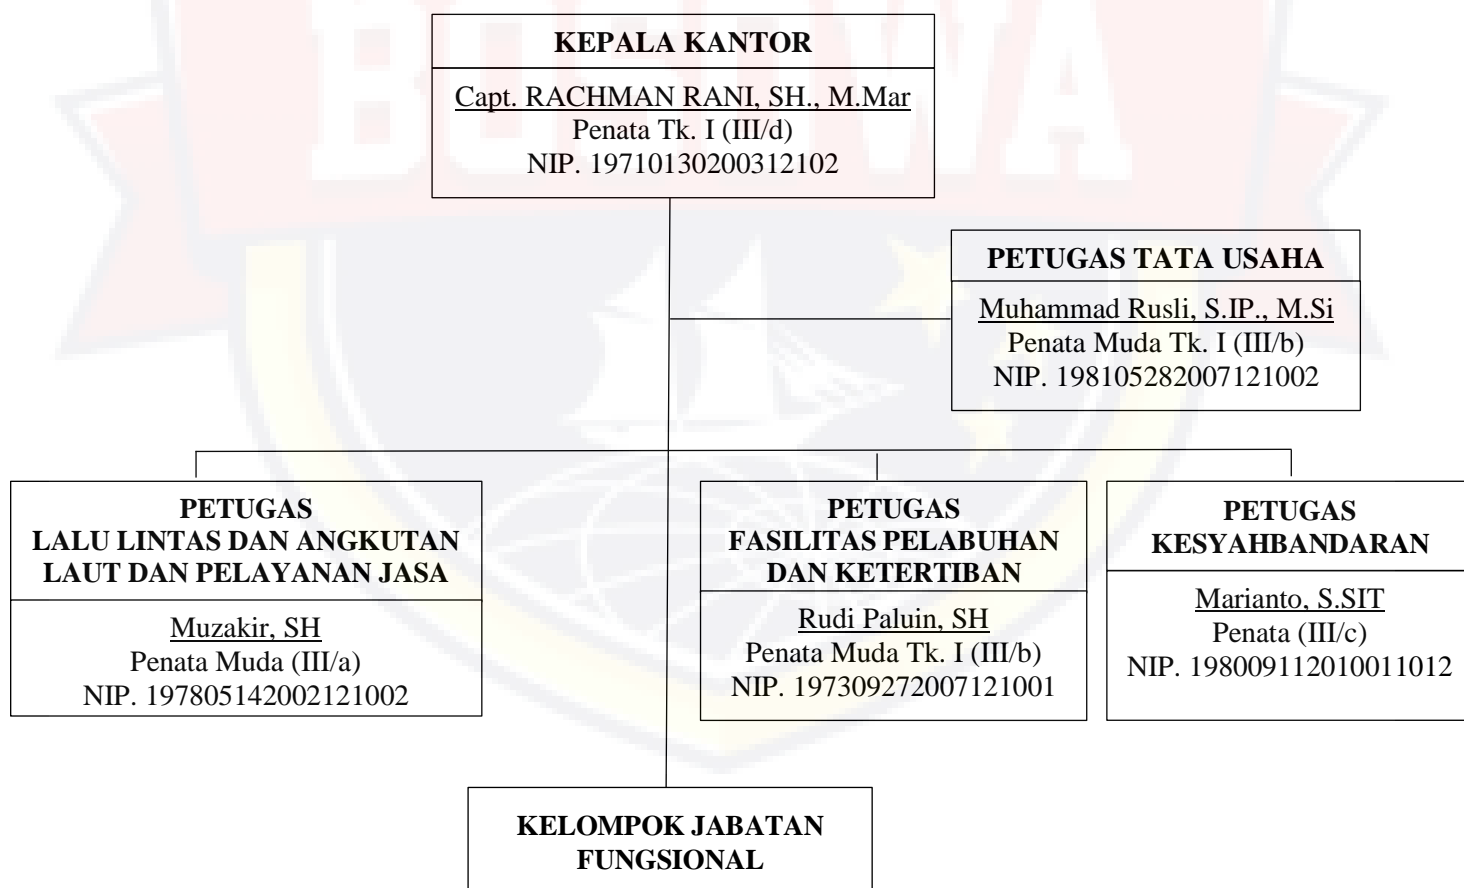 BOSOWA
KEPALA KANTOR
Capt. RACHMAN RANI, SH., M.Mar
Penata Tk. I (III/d)
NIP. 19710130200312102
PETUGAS TATA USAHA
Muhammad Rusli, S.IP., M.Si
Penata Muda Tk. I (III/b)
NIP. 198105282007121002
PETUGAS
LALU LINTAS DAN ANGKUTAN
LAUT DAN PELAYANAN JASA
Muzakir, SH
Penata Muda (III/a)
NIP. 197805142002121002
PETUGAS
FASILITAS PELABUHAN
DAN KETERTIBAN
Rudi Paluin, SH
Penata Muda Tk. I (III/b)
NIP. 197309272007121001
PETUGAS
KESYAHBANDARAN
Marianto, S.SIT
Penata (III/c)
NIP. 198009112010011012
KELOMPOK JABATAN
FUNGSIONAL